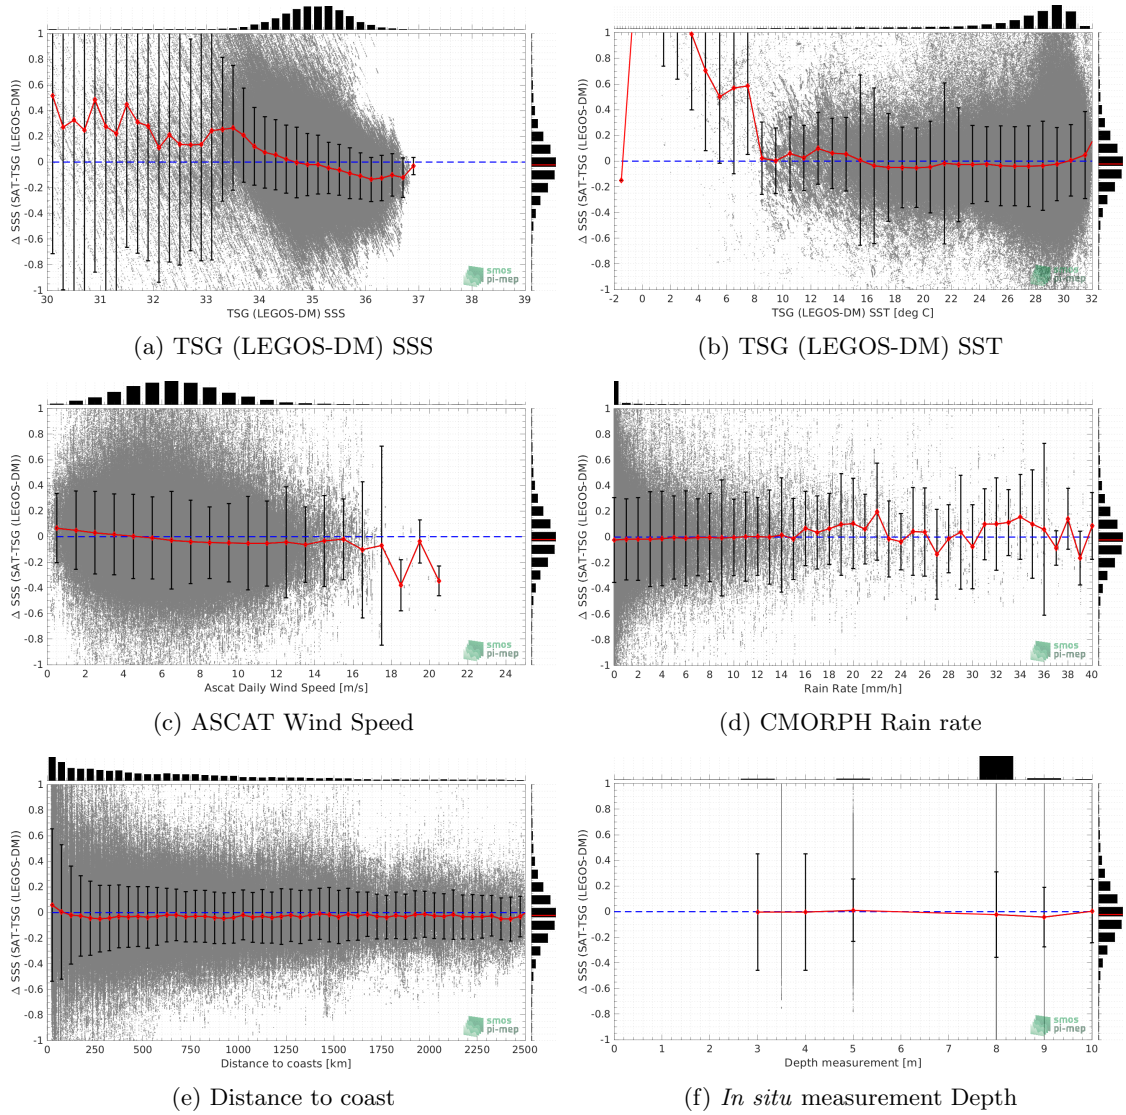 1
0.8
0.6
0.4
0.2
0
-0.2
-0.4
-0.6
-0.8
-1
Δ SSS (SAT-TSG (LEGOS-DM))
30 31 32 33 34 35 36 37 38 39
TSG (LEGOS-DM) SSS
smos
pi-mep
(a) TSG (LEGOS-DM) SSS
1
0.8
0.6
0.4
0.2
0
-0.2
-0.4
-0.6
-0.8
-1
Δ SSS (SAT-TSG (LEGOS-DM))
-2 0 2 4 6 8 10 12 14 16 18 20 22 24 26 28 30 32
TSG (LEGOS-DM) SST [deg C]
smos
pi-mep
(b) TSG (LEGOS-DM) SST
1
0.8
0.6
0.4
0.2
0
-0.2
-0.4
-0.6
-0.8
-1
Δ SSS (SAT-TSG (LEGOS-DM))
0 2 4 6 8 10 12 14 16 18 20 22 24
Ascat Daily Wind Speed [m/s]
smos
pi-mep
(c) ASCAT Wind Speed
1
0.8
0.6
0.4
0.2
0
-0.2
-0.4
-0.6
-0.8
-1
Δ SSS (SAT-TSG (LEGOS-DM))
0 2 4 6 8 10 12 14 16 18 20 22 24 26 28 30 32 34 36 38 40
Rain Rate [mm/h]
smos
pi-mep
(d) CMORPH Rain rate
1
0.8
0.6
0.4
0.2
0
-0.2
-0.4
-0.6
-0.8
-1
Δ SSS (SAT-TSG (LEGOS-DM))
0 250 500 750 1000 1250 1500 1750 2000 2250 2500
Distance to coasts [km]
smos
pi-mep
(e) Distance to coast
1
0.8
0.6
0.4
0.2
0
-0.2
-0.4
-0.6
-0.8
-1
Δ SSS (SAT-TSG (LEGOS-DM))
0 1 2 3 4 5 6 7 8 9 10
Depth measurement [m]
smos
pi-mep
(f) In situ measurement Depth